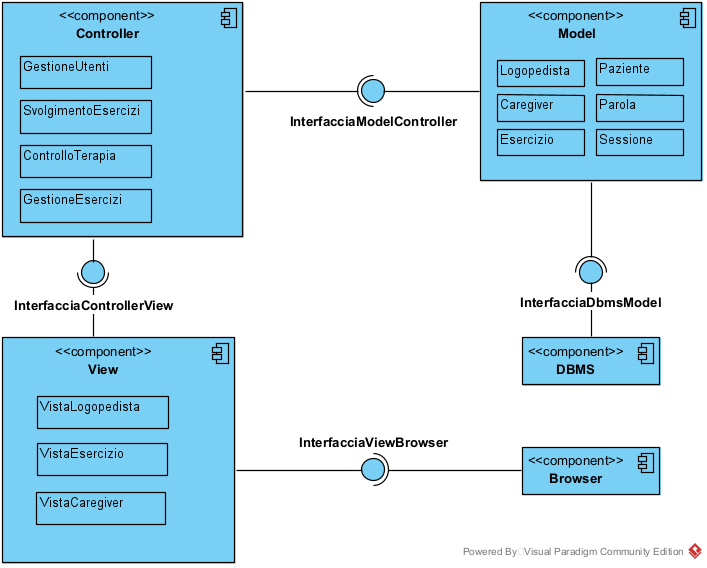 <<component>>
Controller
GestioneUtenti
SvolgimentoEsercizi
ControlloTerapia
GestioneEsercizi
InterfacciaModelController
<<component>>
Model
Logopedista
Paziente
Caregiver
Parola
Esercizio
Sessione
InterfacciaControllerView
InterfacciaDbmsModel
<<component>>
View
VistaLogopedista
VistaEsercizio
VistaCaregiver
<<component>>
DBMS
InterfacciaViewBrowser
<<component>>
Browser
Powered By Visual Paradigm Community Edition